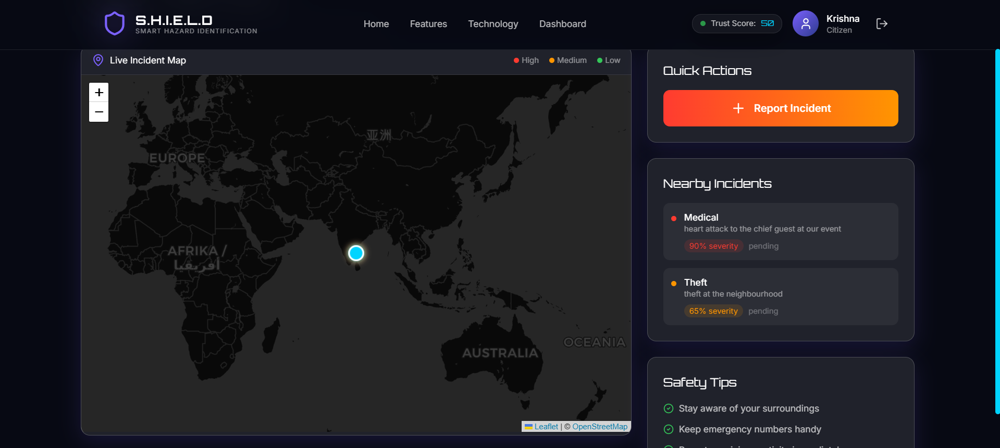 S.H.I.E.L.D
SMART HAZARD IDENTIFICATION
Home
Features
Technology
Dashboard
Trust Score: 50
Krishna
Citizen
Live Incident Map
High
Medium
Low
+
−
亚洲
EUROPE
AFRIKA /
أفريقيا
AUSTRALIA
OCEANIA
Leaflet | © OpenStreetMap
Quick Actions
+ Report Incident
Nearby Incidents
Medical
heart attack to the chief guest at our event
90% severity pending
Theft
theft at the neighbourhood
65% severity pending
Safety Tips
Stay aware of your surroundings
Keep emergency numbers handy